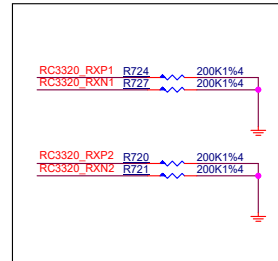 RC3320_RXP1 R724 200K1%4
RC3320_RXN1 R727 200K1%4
RC3320_RXP2 R720 200K1%4
RC3320_RXN2 R721 200K1%4